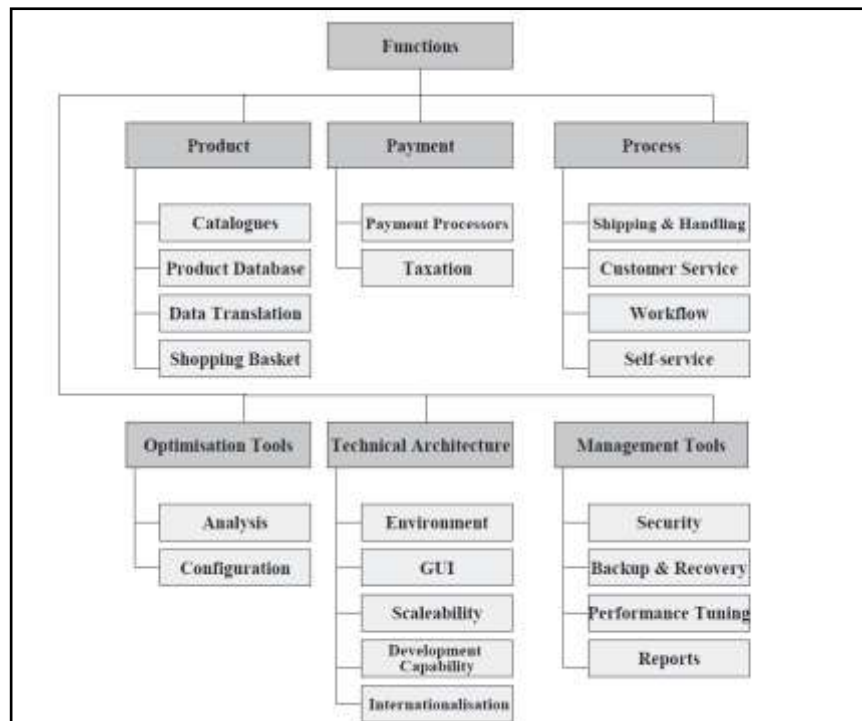 Functions
Product
Payment
Process
Catalogues
Product Database
Data Translation
Shopping Basket
Payment Processors
Taxation
Shipping & Handling
Customer Service
Workflow
Self-service
Optimisation Tools
Technical Architecture
Management Tools
Analysis
Configuration
Environment
GUI
Scaleability
Development
Capability
Internationalisation
Security
Backup & Recovery
Performance Tuning
Reports